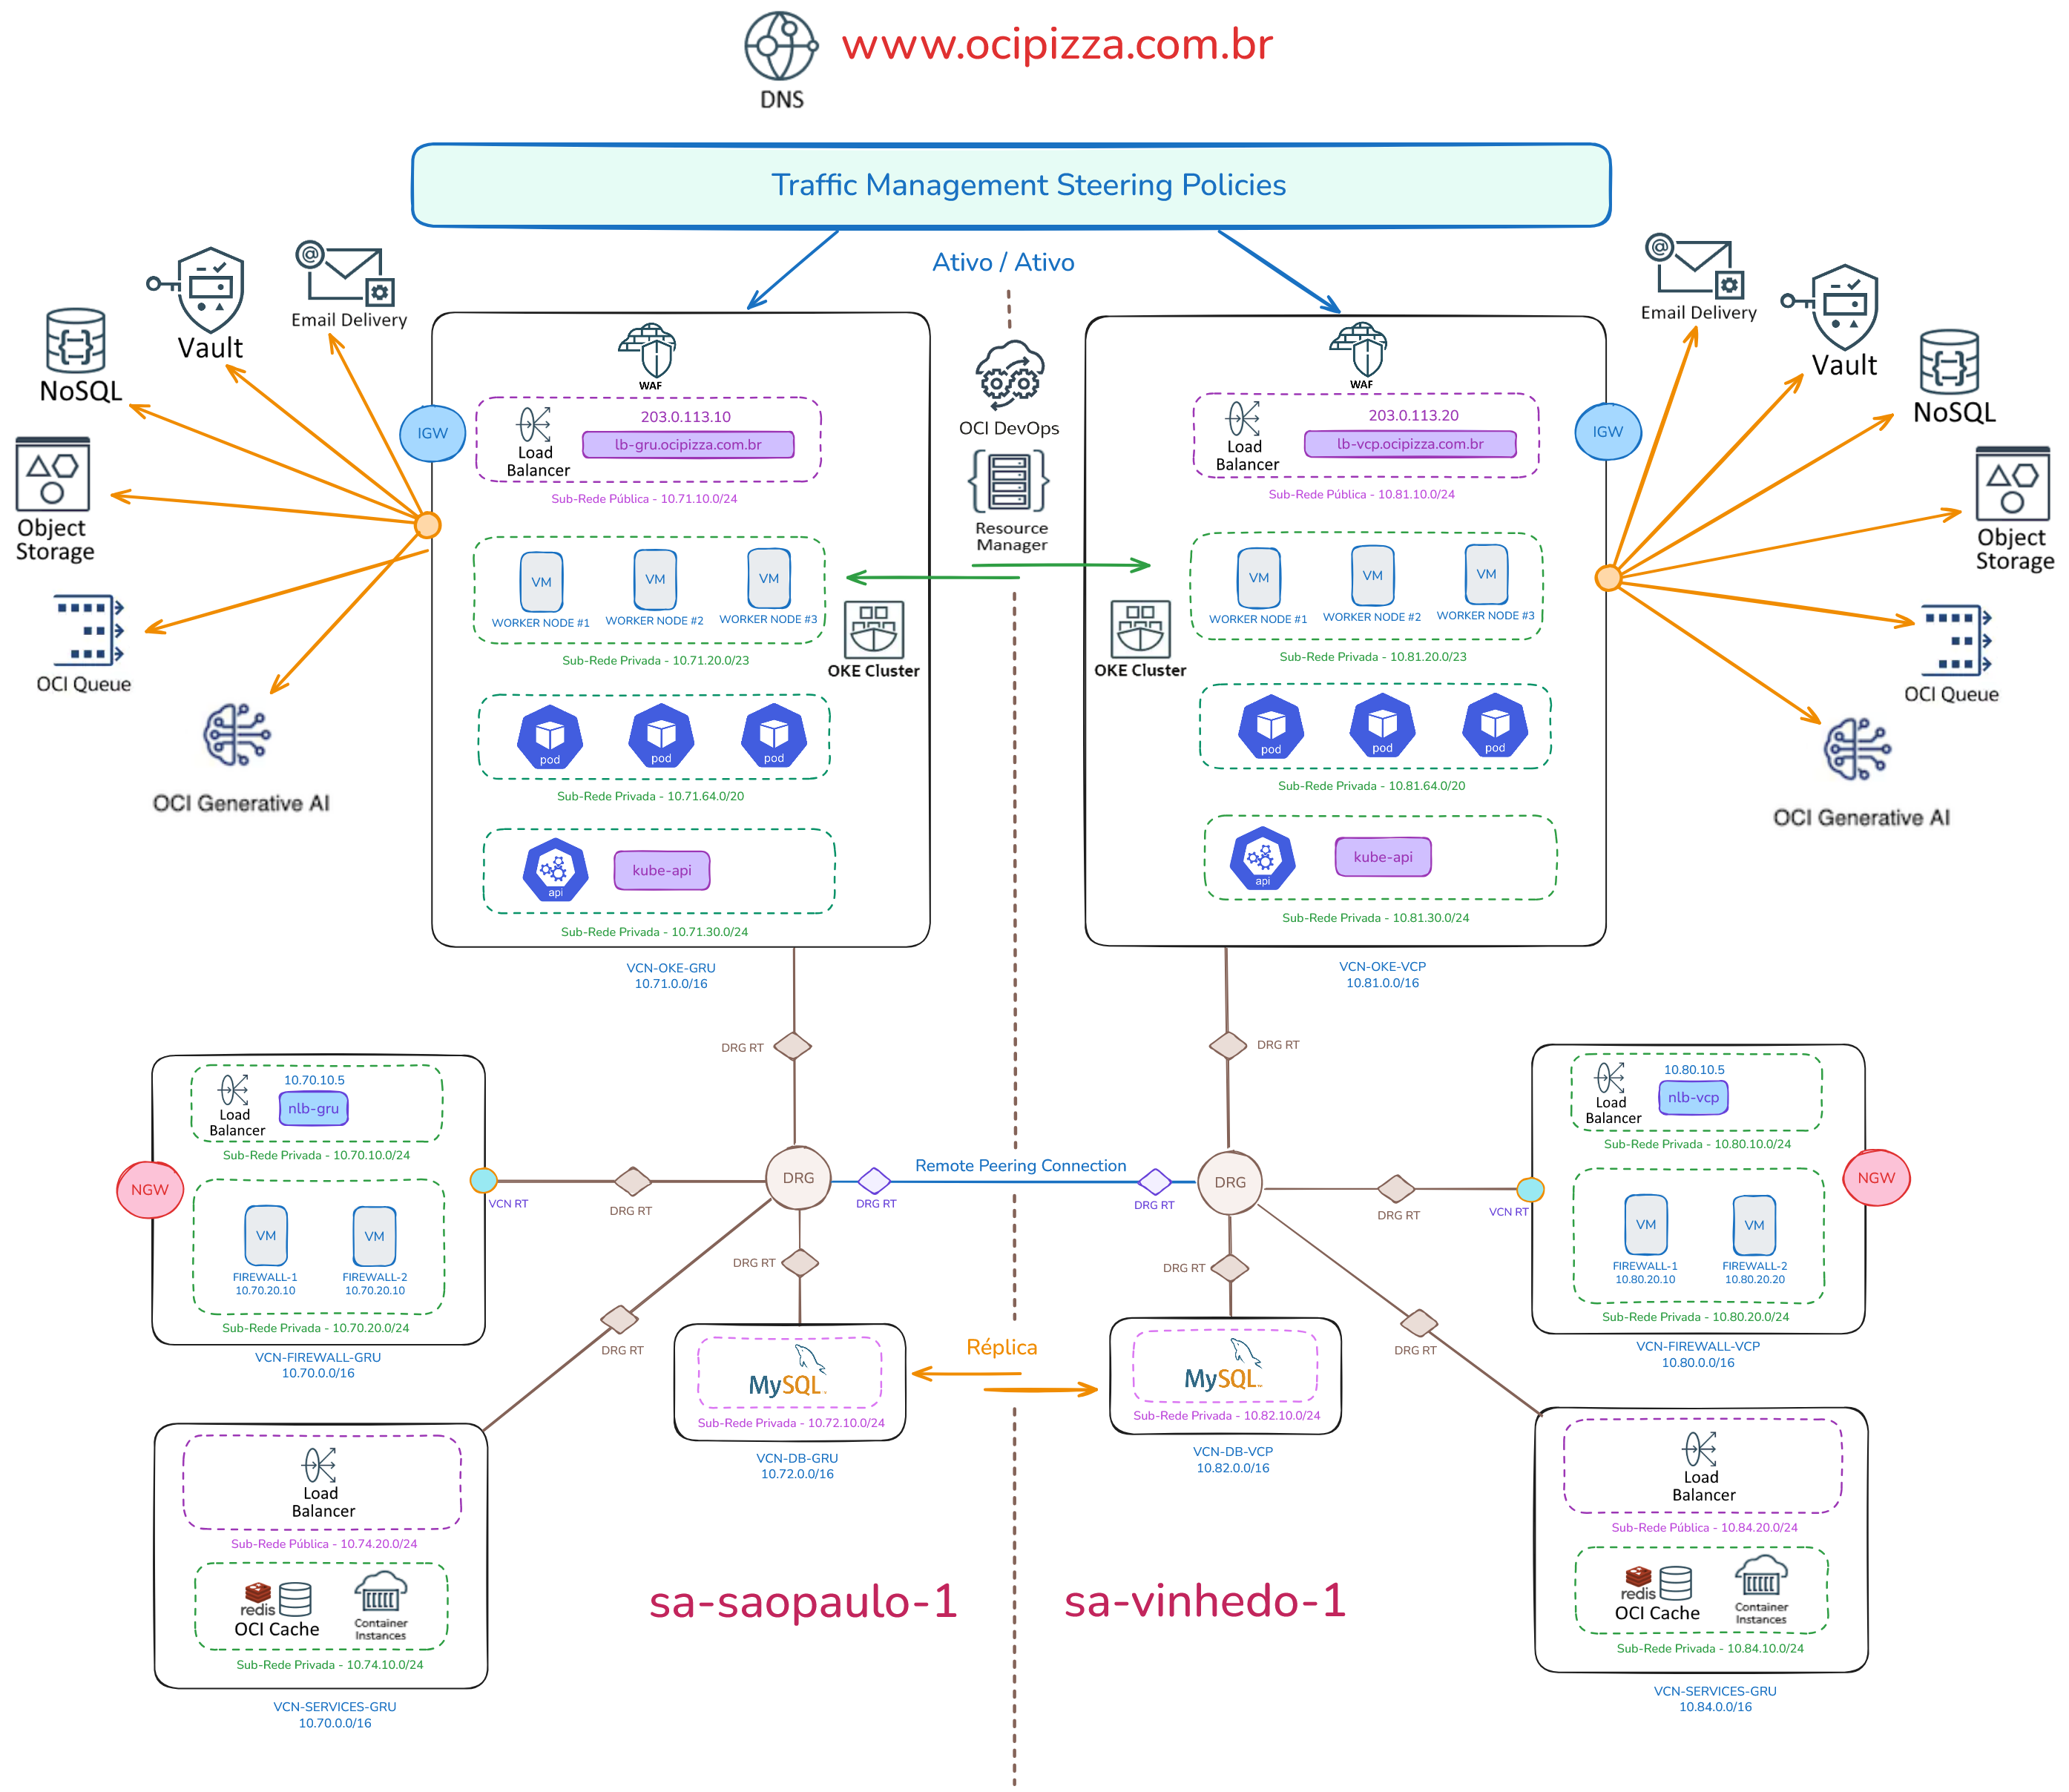 www.ocipizza.com.br
DNS
Traffic Management Steering Policies
Ativo / Ativo
Email Delivery
Vault
NoSQL
Object
Storage
OCI Queue
OCI Generative AI
IGW
WAF
Load
Balancer
203.0.113.10
lb-gru.ocipizza.com.br
Sub-Rede Pública - 10.71.10.0/24
VM
VM
VM
WORKER NODE #1
WORKER NODE #2
WORKER NODE #3
Sub-Rede Privada - 10.71.20.0/23
OKE Cluster
pod
pod
pod
Sub-Rede Privada - 10.71.64.0/20
api
kube-api
Sub-Rede Privada - 10.71.30.0/24
VCN-OKE-GRU
10.71.0.0/16
OCI DevOps
Resource
Manager
WAF
Load
Balancer
203.0.113.20
lb-vcp.ocipizza.com.br
Sub-Rede Pública - 10.81.10.0/24
VM
VM
VM
WORKER NODE #1
WORKER NODE #2
WORKER NODE #3
Sub-Rede Privada - 10.81.20.0/23
OKE Cluster
pod
pod
pod
Sub-Rede Privada - 10.81.64.0/20
api
kube-api
Sub-Rede Privada - 10.81.30.0/24
VCN-OKE-VCP
10.81.0.0/16
IGW
Email Delivery
Vault
NoSQL
Object
Storage
OCI Queue
OCI Generative AI
DRG RT
DRG RT
Load
Balancer
10.70.10.5
nlb-gru
Sub-Rede Privada - 10.70.10.0/24
NGW
VM
VM
FIREWALL-1
10.70.20.10
FIREWALL-2
10.70.20.10
Sub-Rede Privada - 10.70.20.0/24
VCN-FIREWALL-GRU
10.70.0.0/16
VCN RT
DRG RT
DRG
DRG RT
Remote Peering Connection
DRG RT
DRG
DRG RT
VCN RT
Load
Balancer
10.80.10.5
nlb-vcp
Sub-Rede Privada - 10.80.10.0/24
NGW
VM
VM
FIREWALL-1
10.80.20.10
FIREWALL-2
10.80.20.20
Sub-Rede Privada - 10.80.20.0/24
VCN-FIREWALL-VCP
10.80.0.0/16
DRG RT
DRG RT
DRG RT
DRG RT
MySQL
Sub-Rede Privada - 10.72.10.0/24
VCN-DB-GRU
10.72.0.0/16
Réplica
MySQL
Sub-Rede Privada - 10.82.10.0/24
VCN-DB-VCP
10.82.0.0/16
Load
Balancer
Sub-Rede Pública - 10.74.20.0/24
redis
OCI Cache
Container
Instances
Sub-Rede Privada - 10.74.10.0/24
VCN-SERVICES-GRU
10.70.0.0/16
sa-saopaulo-1
sa-vinhedo-1
Load
Balancer
Sub-Rede Pública - 10.84.20.0/24
redis
OCI Cache
Container
Instances
Sub-Rede Privada - 10.84.10.0/24
VCN-SERVICES-GRU
10.84.0.0/16